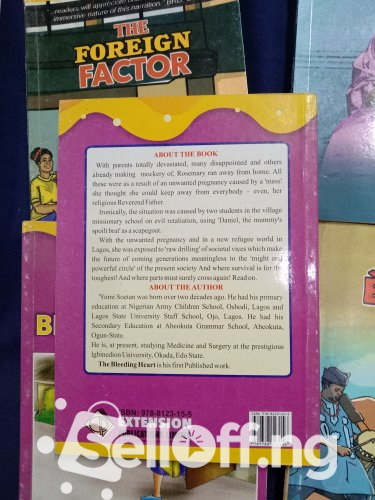 readers will appreciate
immersive nature of this narration." BRD
THE
FOREIGN
FACTOR
ABOUT THE BOOK
With parents totally devastated, many disappointed and others
already making mockery of, Rosemary ran away from home. All
these were as a result of an unwanted pregnancy caused by a 'mess'
she thought she could keep away from everybody – even, her
religious Reverend Father.
Ironically, the situation was caused by two students in the village
missionary school on evil retaliation, using 'Daniel, the mummy's
spoilt brat' as a scapegoat.
With the unwanted pregnancy and in a new refugee world in
Lagos, she was exposed to 'raw drilling' of societal vices which make
the future of coming generations meaningless to the 'might and
powerful circle' of the present society And where survival is for the
toughest! And where parts must surely cross again! Read on.
ABOUT THE AUTHOR
'Yomi Soetan was born over two decades ago. He had his primary
education at Nigerian Army Children School, Oshodi, Lagos and
Lagos State University Staff School, Ojo, Lagos. He had his
Secondary Education at Abeokuta Grammar School, Abeokuta,
Ogun-State.
He is, at present, studying Medicine and Surgery at the prestigious
Igbinedion University, Okada, Edo State.
The Bleeding Heart is his first Published work.
B
ISBN: 978-8123-15-5
EXTENSION
SellOff.ng